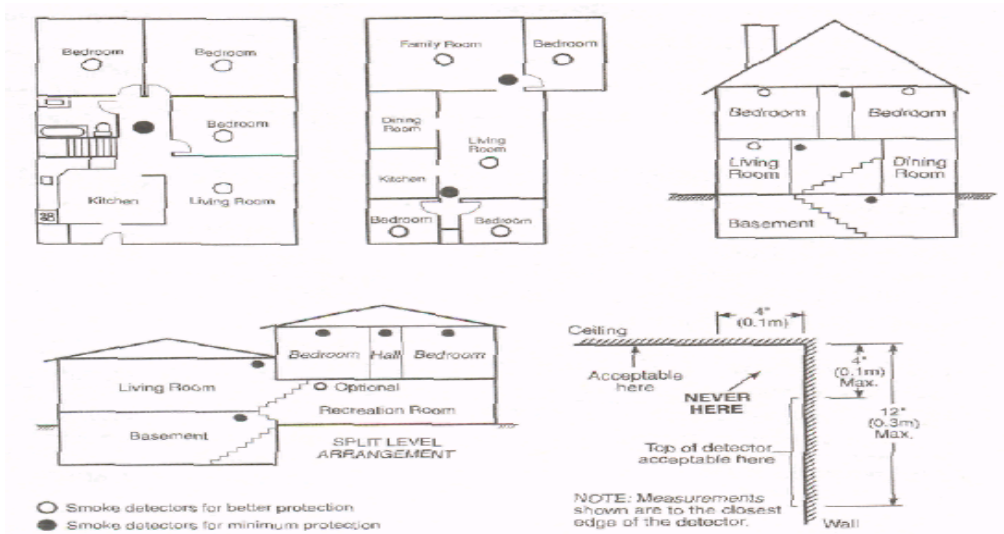 Bedroom
Bedroom
Bedroom
Kitchen
Living Room
Family Room
Bedroom
Dining
Room
Living
Room
Kitchen
Bedroom
Bedroom
Bedroom
Bedroom
Living
Room
Dining
Room
Basement
Bedroom Hall Bedroom
Living Room
Optional
Recreation Room
Basement
SPLIT LEVEL
ARRANGEMENT
Smoke detectors for better protection
Smoke detectors for minimum protection
4"
(0.1m)
Ceiling
Acceptable
here
NEVER
HERE
4"
(0.1m)
Max.
12"
(0.3m)
Max.
Top of detector
acceptable here
NOTE: Measurements
shown are to the closest
edge of the detector.
Wall